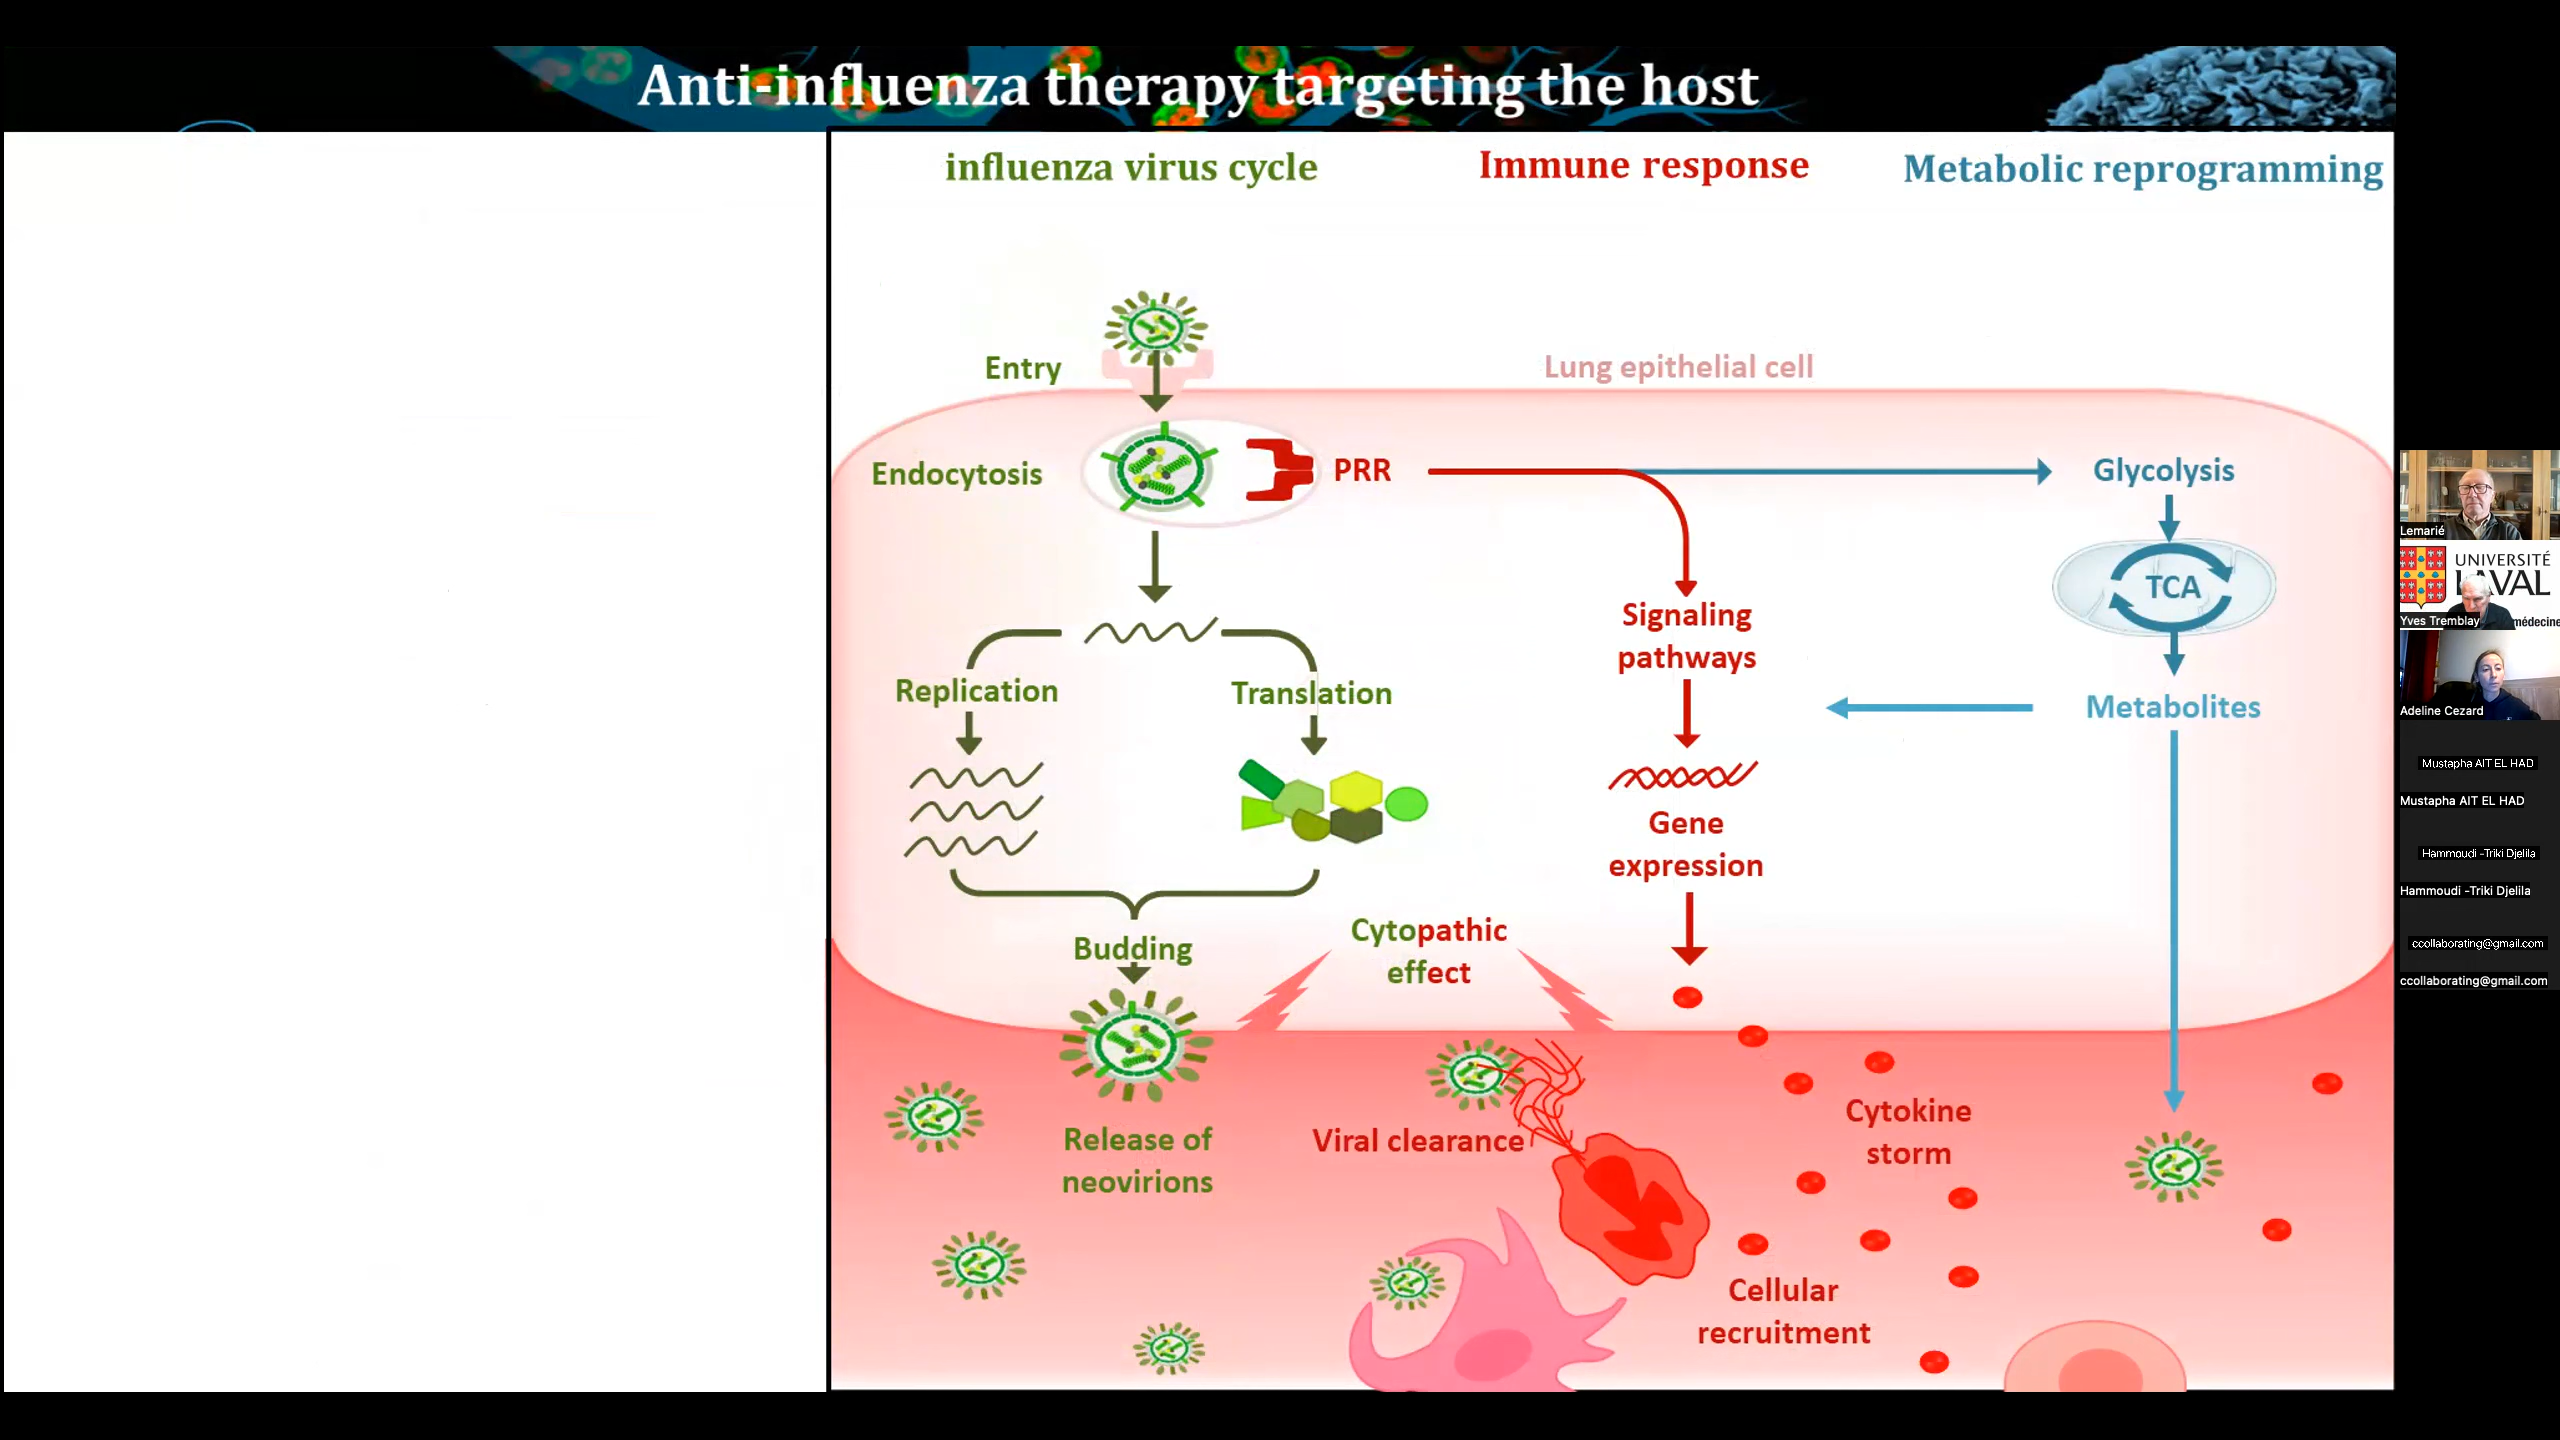 Anti-influenza therapy targeting the host
influenza virus cycle
Immune response
Metabolic reprogramming
Entry
Lung epithelial cell
Endocytosis
PRR
Glycolysis
TCA
Signaling
pathways
Replication
Translation
Metabolites
Gene
expression
Cytopathic
effect
Budding
Release of
neovirions
Viral clearance
Cytokine
storm
Cellular
recruitment
Lemarié
UNIVERSITÉ
LAVAL
médecine
Yves Tremblay
Adeline Cezard
Mustapha AIT EL HAD
Mustapha AIT EL HAD
Hammoudi -Triki Djelila
Hammoudi -Triki Djelila
ccollaborating@gmail.com
ccollaborating@gmail.com